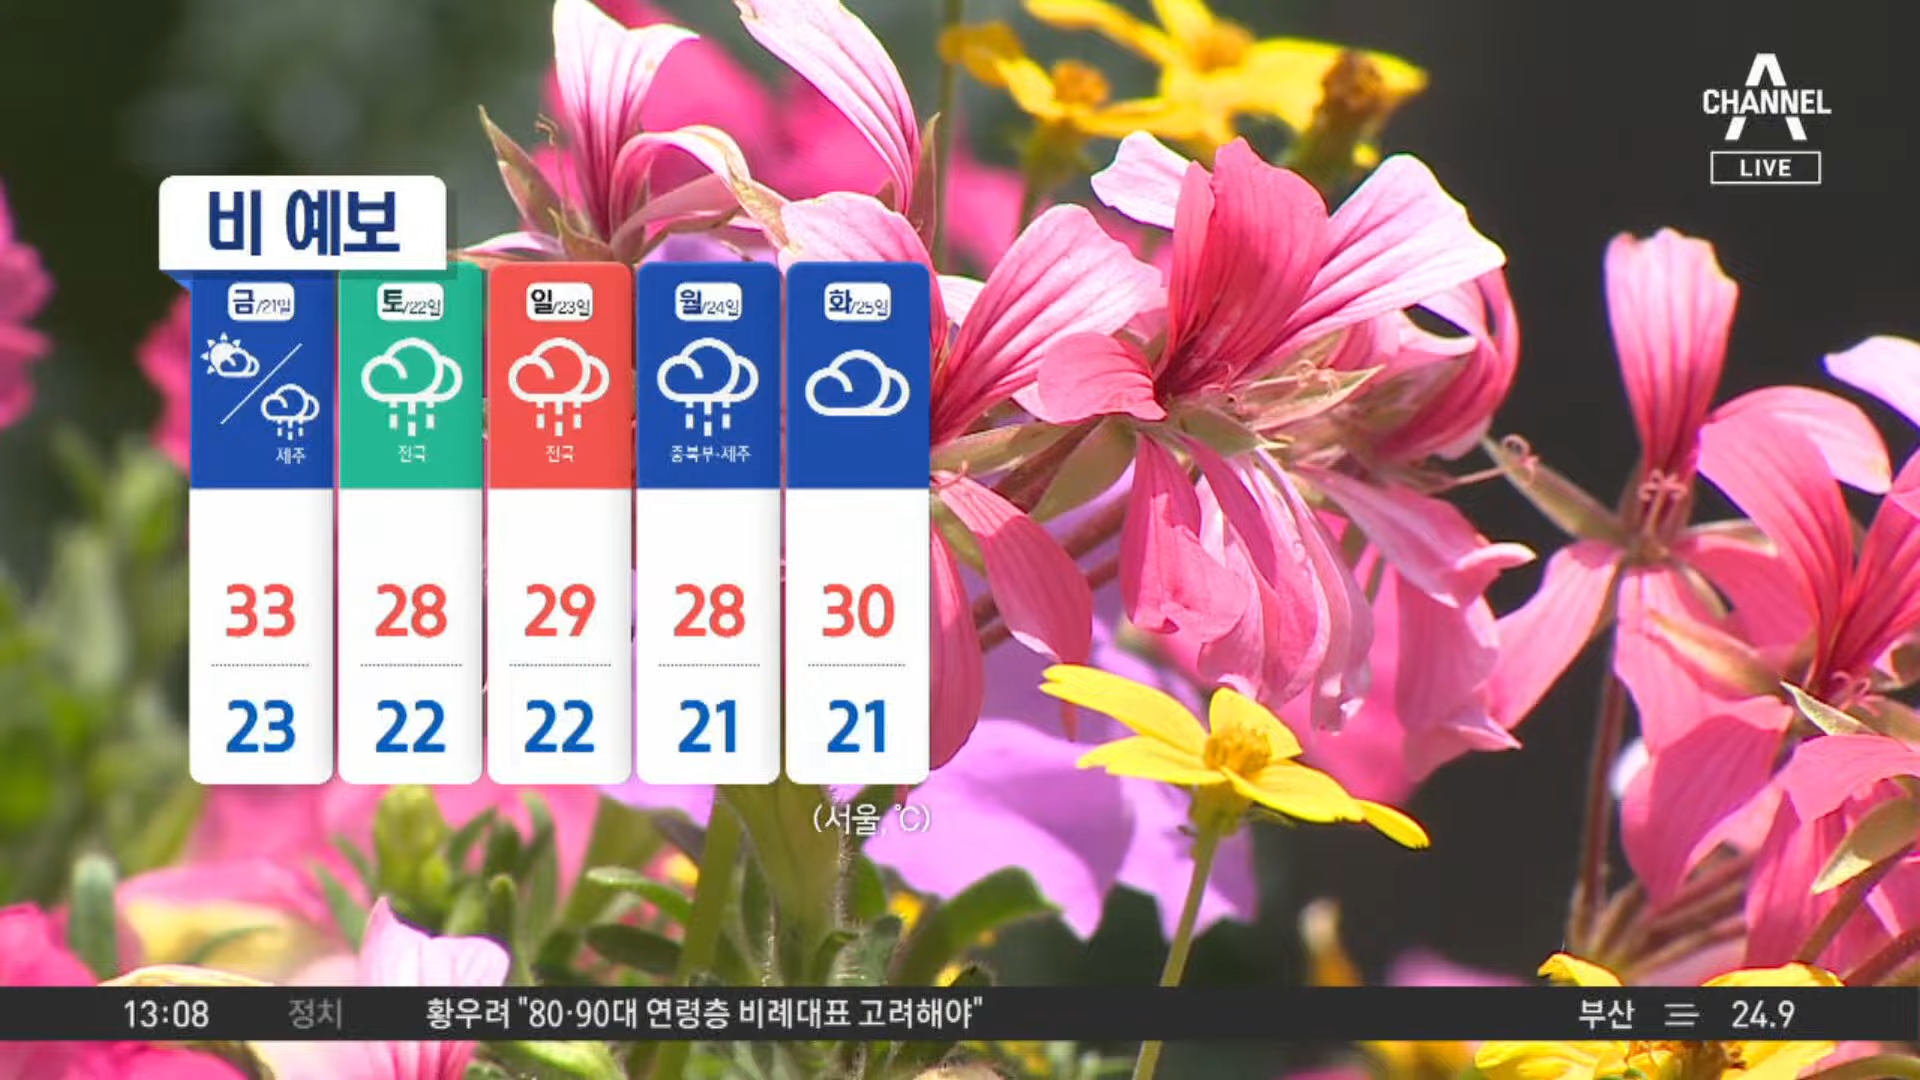 CHANNEL A
LIVE
비 예보
금/21일 토/22일 일/23일 월/24일 화/25일
제주 전국 전국 중북부·제주
33 28 29 28 30
23 22 22 21 21
(서울, ℃)
13:08 정치 황우려 "80·90대 연령층 비례대표 고려해야" 부산 24.9